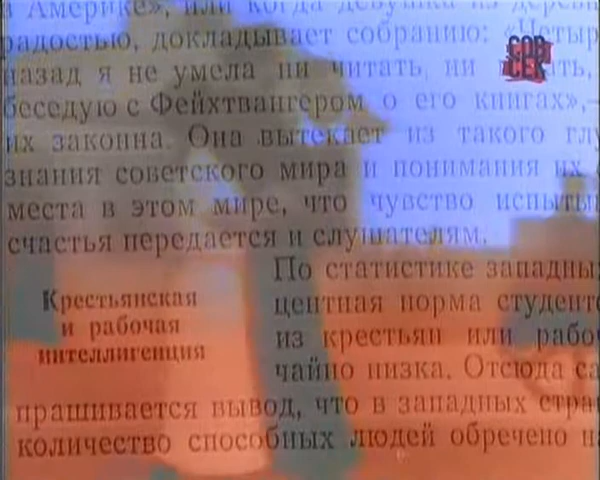 в Америке», или когда девушка из дерев
радостью, докладывает собранию: «Четыр
назад я не умела ни читать, ни
беседую с Фейхтвангером о его книгах»,—
их законна. Она вытекает из такого глу
знания советского мира и понимания их
места в этом мире, что чувство испыты
счастья передается и слушателям.
По статистике западны
Крестьянская
и рабочая
интеллигенция
центная норма студенто
из крестьян или рабо
чайно низка. Отсюда са
прашивается вывод, что в западных стра
количество способных людей обречено н
СОВ
СЕК